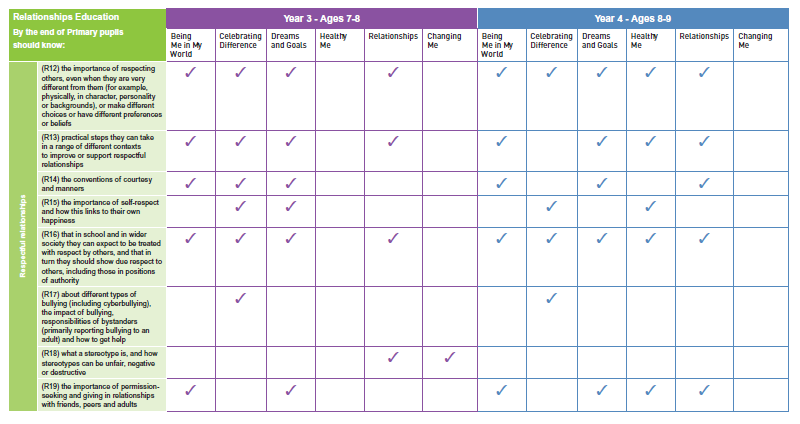 Relationships Education
By the end of Primary pupils
should know:
Year 3 - Ages 7-8
Year 4 - Ages 8-9
Being
Me in My
World
Celebrating
Difference
Dreams
and Goals
Healthy
Me
Relationships
Changing
Me
Being
Me in My
World
Celebrating
Difference
Dreams
and Goals
Healthy
Me
Relationships
Changing
Me
Respectful relationships
(R12) the importance of respecting
others, even when they are very
different from them (for example,
physically, in character, personality
or backgrounds), or make different
choices or have different preferences
or beliefs
✓ ✓ ✓ ✓ ✓ ✓ ✓ ✓ ✓
(R13) practical steps they can take
in a range of different contexts
to improve or support respectful
relationships
✓ ✓ ✓ ✓ ✓ ✓ ✓ ✓
(R14) the conventions of courtesy
and manners
✓ ✓ ✓ ✓ ✓ ✓
(R15) the importance of self-respect
and how this links to their own
happiness
✓ ✓ ✓ ✓
(R16) that in school and in wider
society they can expect to be treated
with respect by others, and that in
turn they should show due respect to
others, including those in positions
of authority
✓ ✓ ✓ ✓ ✓ ✓ ✓ ✓ ✓
(R17) about different types of
bullying (including cyberbullying),
the impact of bullying,
responsibilities of bystanders
(primarily reporting bullying to an
adult) and how to get help
✓ ✓
(R18) what a stereotype is, and how
stereotypes can be unfair, negative
or destructive
✓ ✓
(R19) the importance of permission-
seeking and giving in relationships
with friends, peers and adults
✓ ✓ ✓ ✓ ✓ ✓